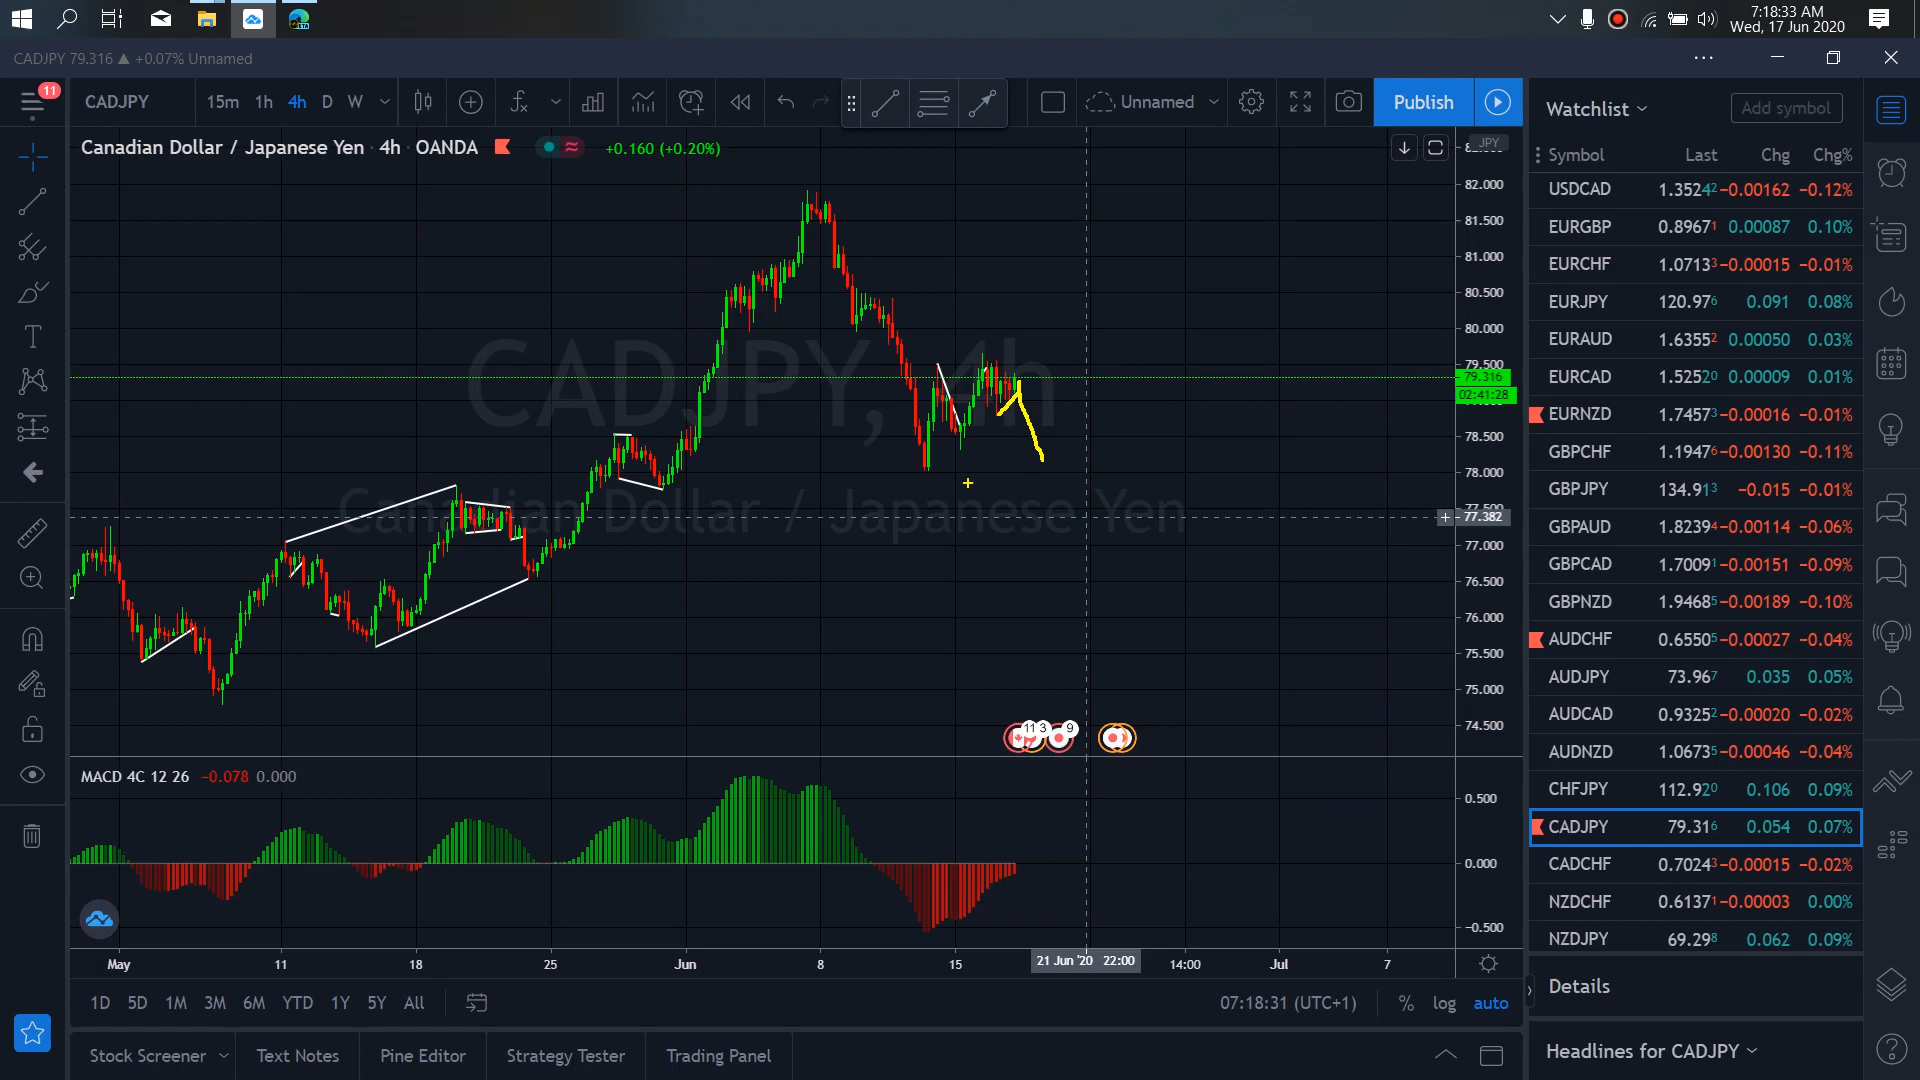 7:18:33 AM
Wed, 17 Jun 2020
CADJPY 79.316 ▲ +0.07% Unnamed
11
CADJPY 15m 1h 4h D W Unnamed Publish
Canadian Dollar / Japanese Yen · 4h · OANDA +0.160 (+0.20%)
JPY
82.000
81.500
81.000
80.500
80.000
79.500
79.316
02:41:28
78.500
78.000
77.382
77.000
76.500
76.000
75.500
75.000
74.500
CADJPY, 4h
Canadian Dollar / Japanese Yen
11 3 9
MACD 4C 12 26 −0.078 0.000
0.500
0.000
−0.500
May 11 18 25 Jun 8 15 21 Jun '20 22:00 14:00 Jul 7
1D 5D 1M 3M 6M YTD 1Y 5Y All 07:18:31 (UTC+1) % log auto
Stock Screener Text Notes Pine Editor Strategy Tester Trading Panel
Watchlist Add symbol
Symbol Last Chg Chg%
USDCAD 1.35242 −0.00162 −0.12%
EURGBP 0.89671 0.00087 0.10%
EURCHF 1.07133 −0.00015 −0.01%
EURJPY 120.976 0.091 0.08%
EURAUD 1.63552 0.00050 0.03%
EURCAD 1.52520 0.00009 0.01%
EURNZD 1.74573 −0.00016 −0.01%
GBPCHF 1.19476 −0.00130 −0.11%
GBPJPY 134.913 −0.015 −0.01%
GBPAUD 1.82394 −0.00114 −0.06%
GBPCAD 1.70091 −0.00151 −0.09%
GBPNZD 1.94685 −0.00189 −0.10%
AUDCHF 0.65505 −0.00027 −0.04%
AUDJPY 73.967 0.035 0.05%
AUDCAD 0.93252 −0.00020 −0.02%
AUDNZD 1.06735 −0.00046 −0.04%
CHFJPY 112.920 0.106 0.09%
CADJPY 79.316 0.054 0.07%
CADCHF 0.70243 −0.00015 −0.02%
NZDCHF 0.61371 −0.00003 0.00%
NZDJPY 69.298 0.062 0.09%
Details
Headlines for CADJPY